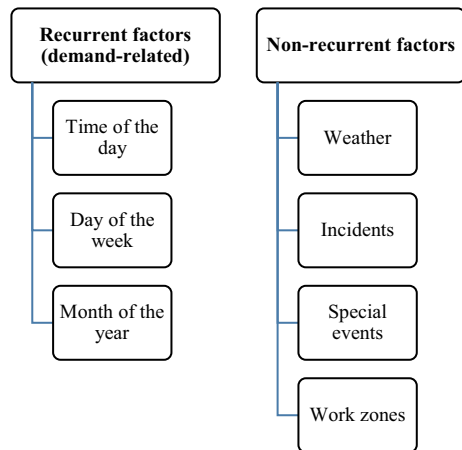 Recurrent factors
(demand-related)
Time of the
day
Day of the
week
Month of the
year
Non-recurrent factors
Weather
Incidents
Special
events
Work zones